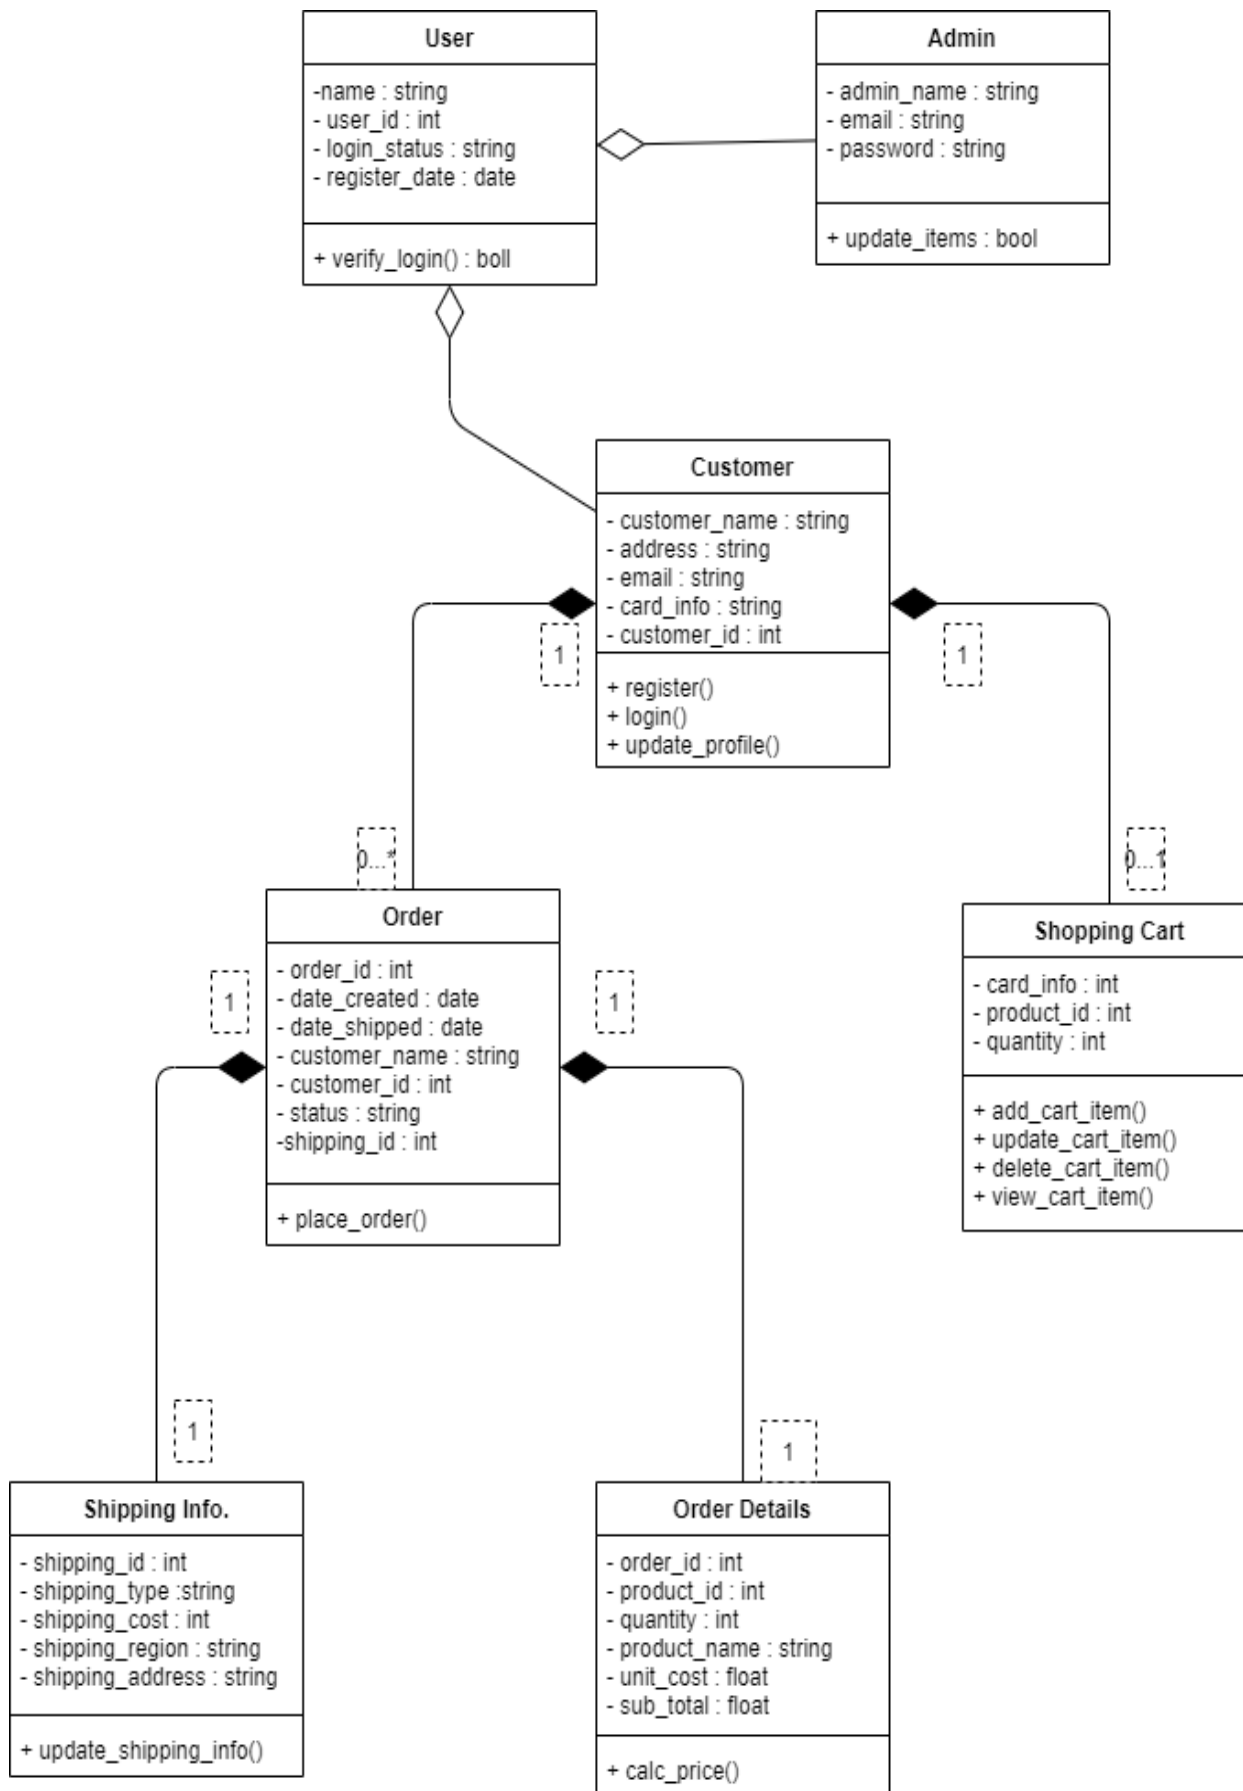 User
-name : string
- user_id : int
- login_status : string
- register_date : date
+ verify_login() : boll
Admin
- admin_name : string
- email : string
- password : string
+ update_items : bool
Customer
- customer_name : string
- address : string
- email : string
- card_info : string
- customer_id : int
+ register()
+ login()
+ update_profile()
1
1
0...*
0...1
Order
- order_id : int
- date_created : date
- date_shipped : date
- customer_name : string
- customer_id : int
- status : string
-shipping_id : int
+ place_order()
Shopping Cart
- card_info : int
- product_id : int
- quantity : int
+ add_cart_item()
+ update_cart_item()
+ delete_cart_item()
+ view_cart_item()
1
1
1
1
Shipping Info.
- shipping_id : int
- shipping_type :string
- shipping_cost : int
- shipping_region : string
- shipping_address : string
+ update_shipping_info()
Order Details
- order_id : int
- product_id : int
- quantity : int
- product_name : string
- unit_cost : float
- sub_total : float
+ calc_price()